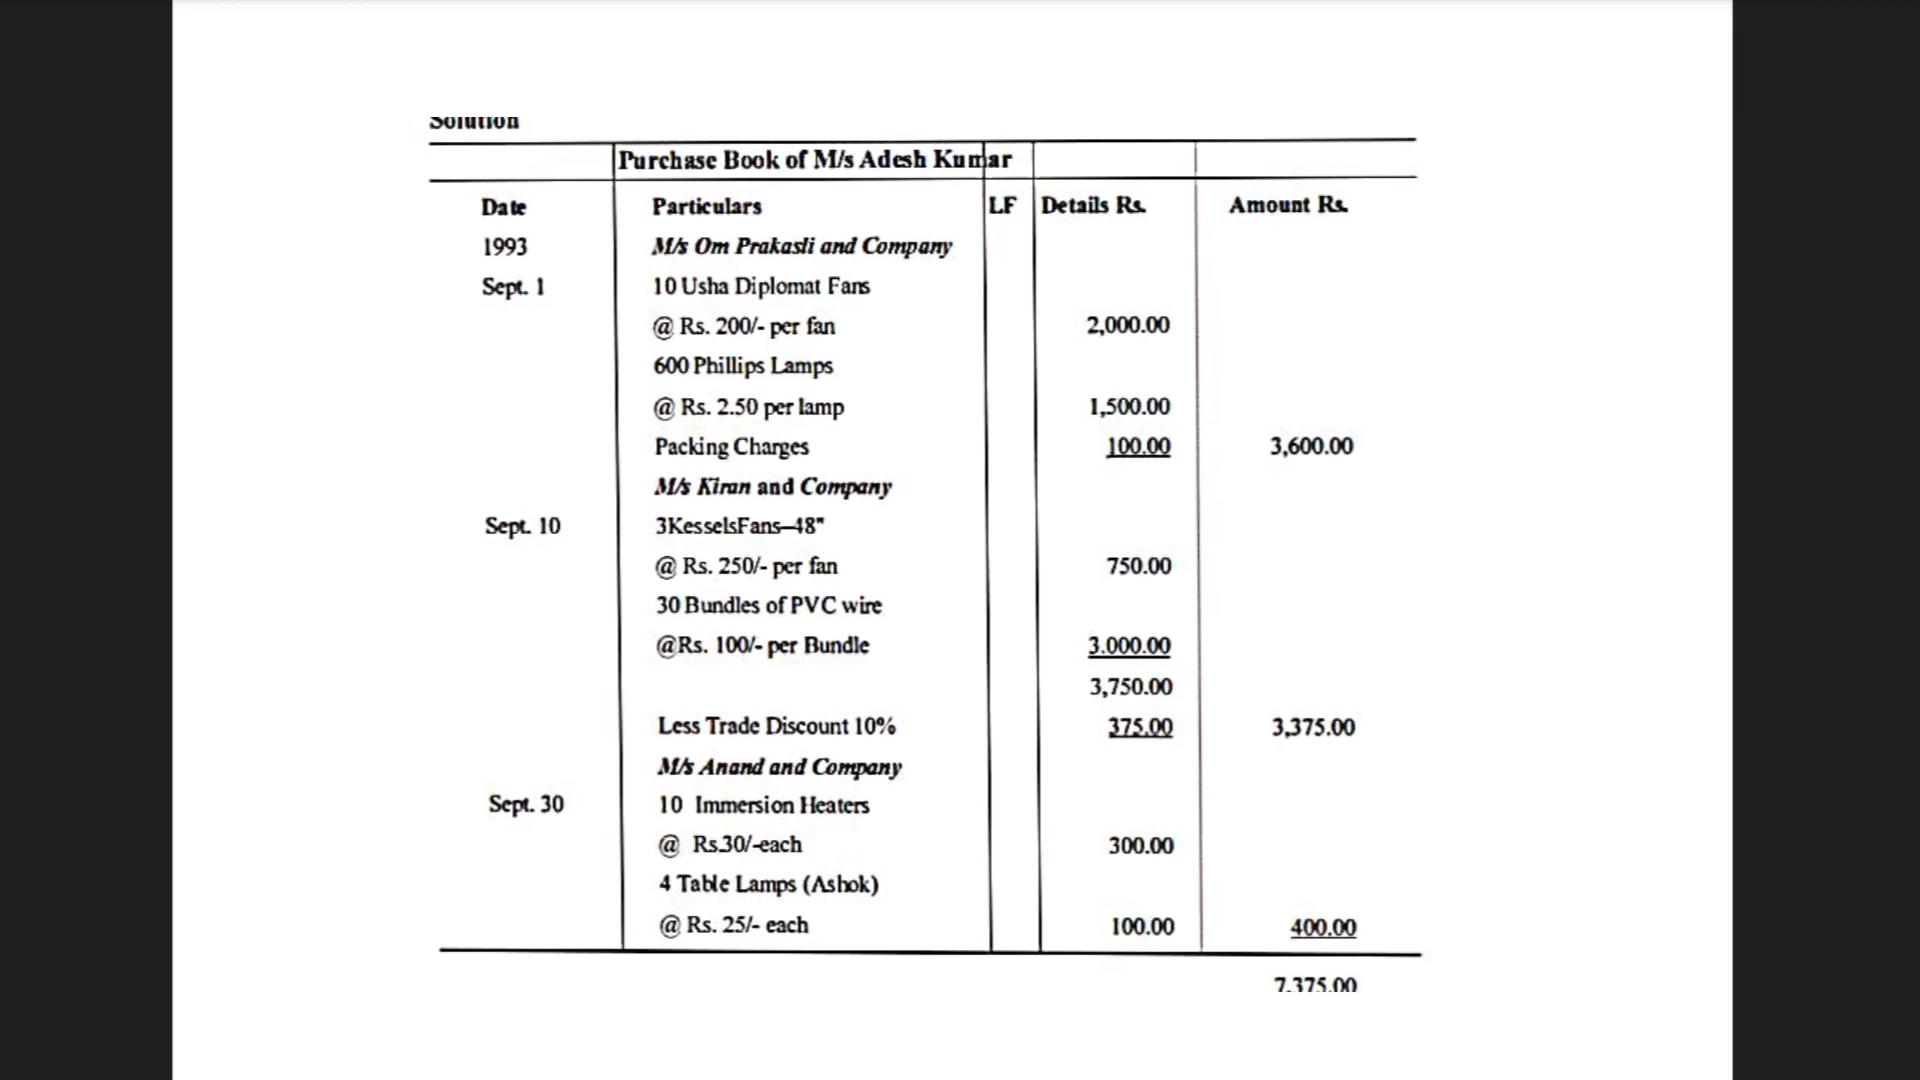 Solution
Purchase Book of M/s Adesh Kumar
Date Particulars LF Details Rs. Amount Rs.
1993 M/s Om Prakasli and Company
Sept. 1 10 Usha Diplomat Fans
@ Rs. 200/- per fan 2,000.00
600 Phillips Lamps
@ Rs. 2.50 per lamp 1,500.00
Packing Charges 100.00 3,600.00
M/s Kiran and Company
Sept. 10 3KesselsFans–48"
@ Rs. 250/- per fan 750.00
30 Bundles of PVC wire
@Rs. 100/- per Bundle 3.000.00
3,750.00
Less Trade Discount 10% 375.00 3,375.00
M/s Anand and Company
Sept. 30 10 Immersion Heaters
@ Rs.30/-each 300.00
4 Table Lamps (Ashok)
@ Rs. 25/- each 100.00 400.00
7,375.00